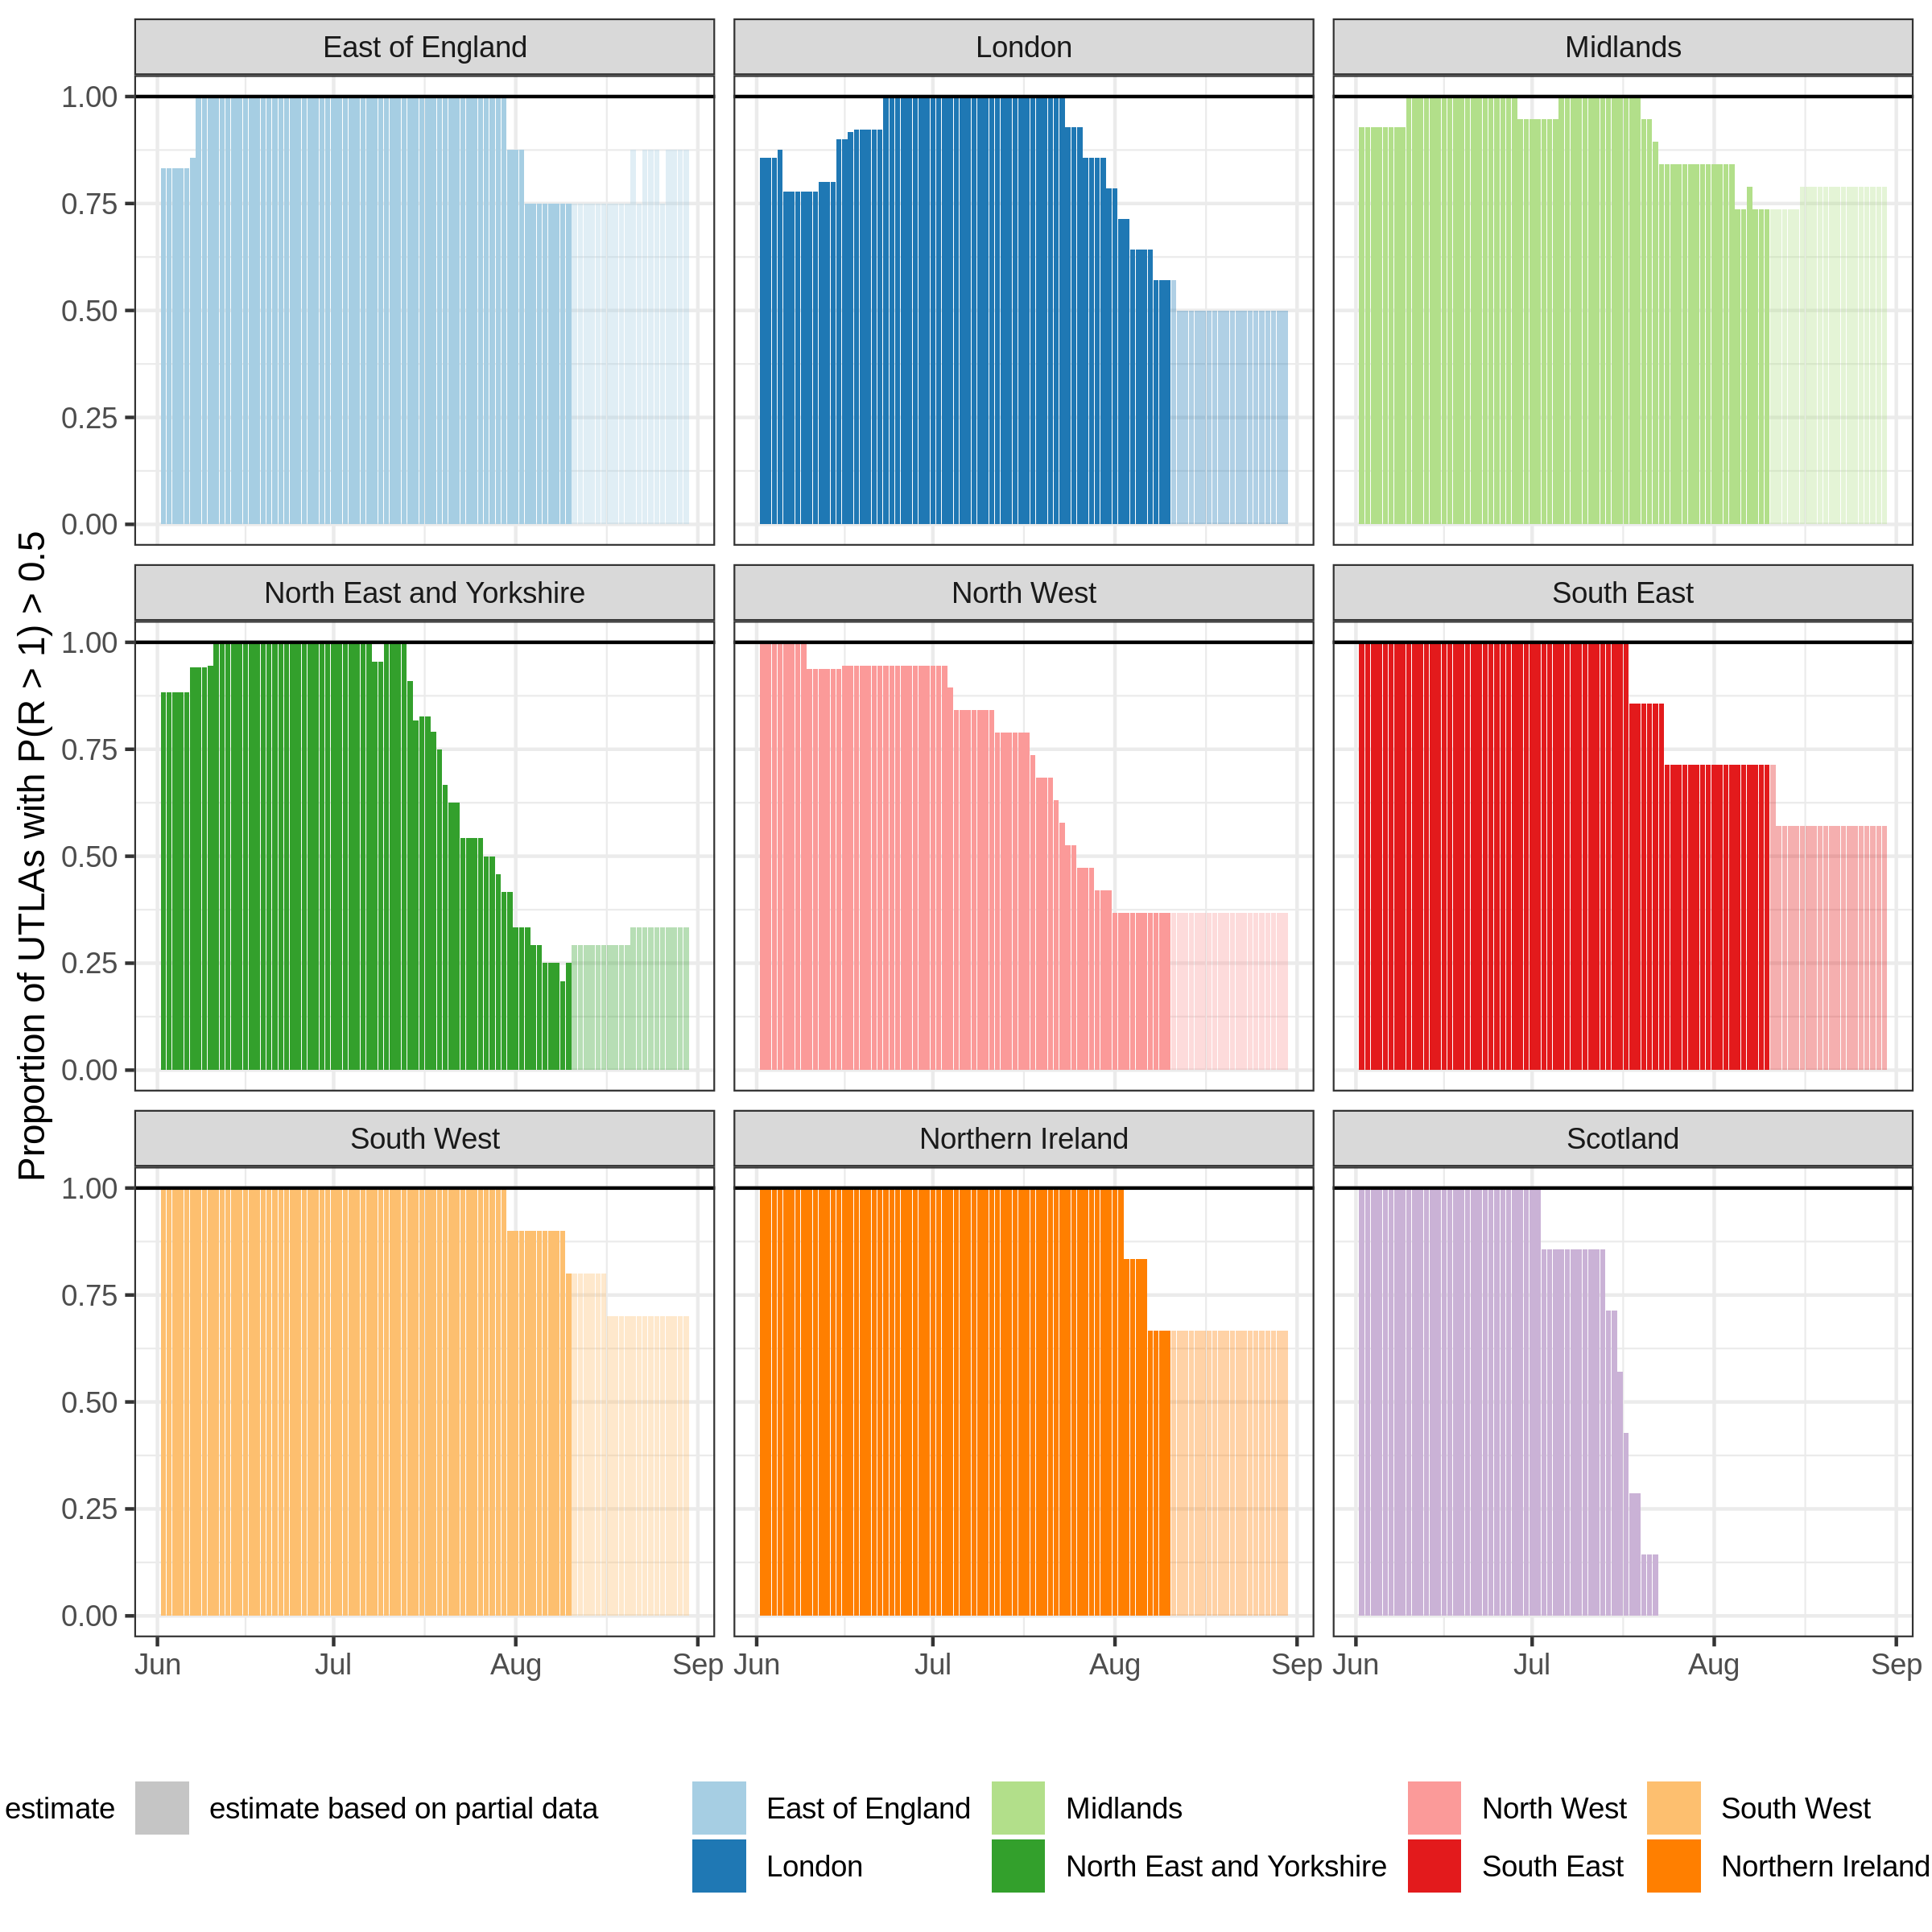 East of England London Midlands
1.00
0.75
0.50
0.25
0.00
North East and Yorkshire North West South East
1.00
0.75
0.50
0.25
0.00
South West Northern Ireland Scotland
1.00
0.75
0.50
0.25
0.00
Proportion of UTLAs with P(R > 1) > 0.5
Jun Jul Aug Sep Jun Jul Aug Sep Jun Jul Aug Sep
estimate estimate based on partial data East of England Midlands North West South West
London North East and Yorkshire South East Northern Ireland